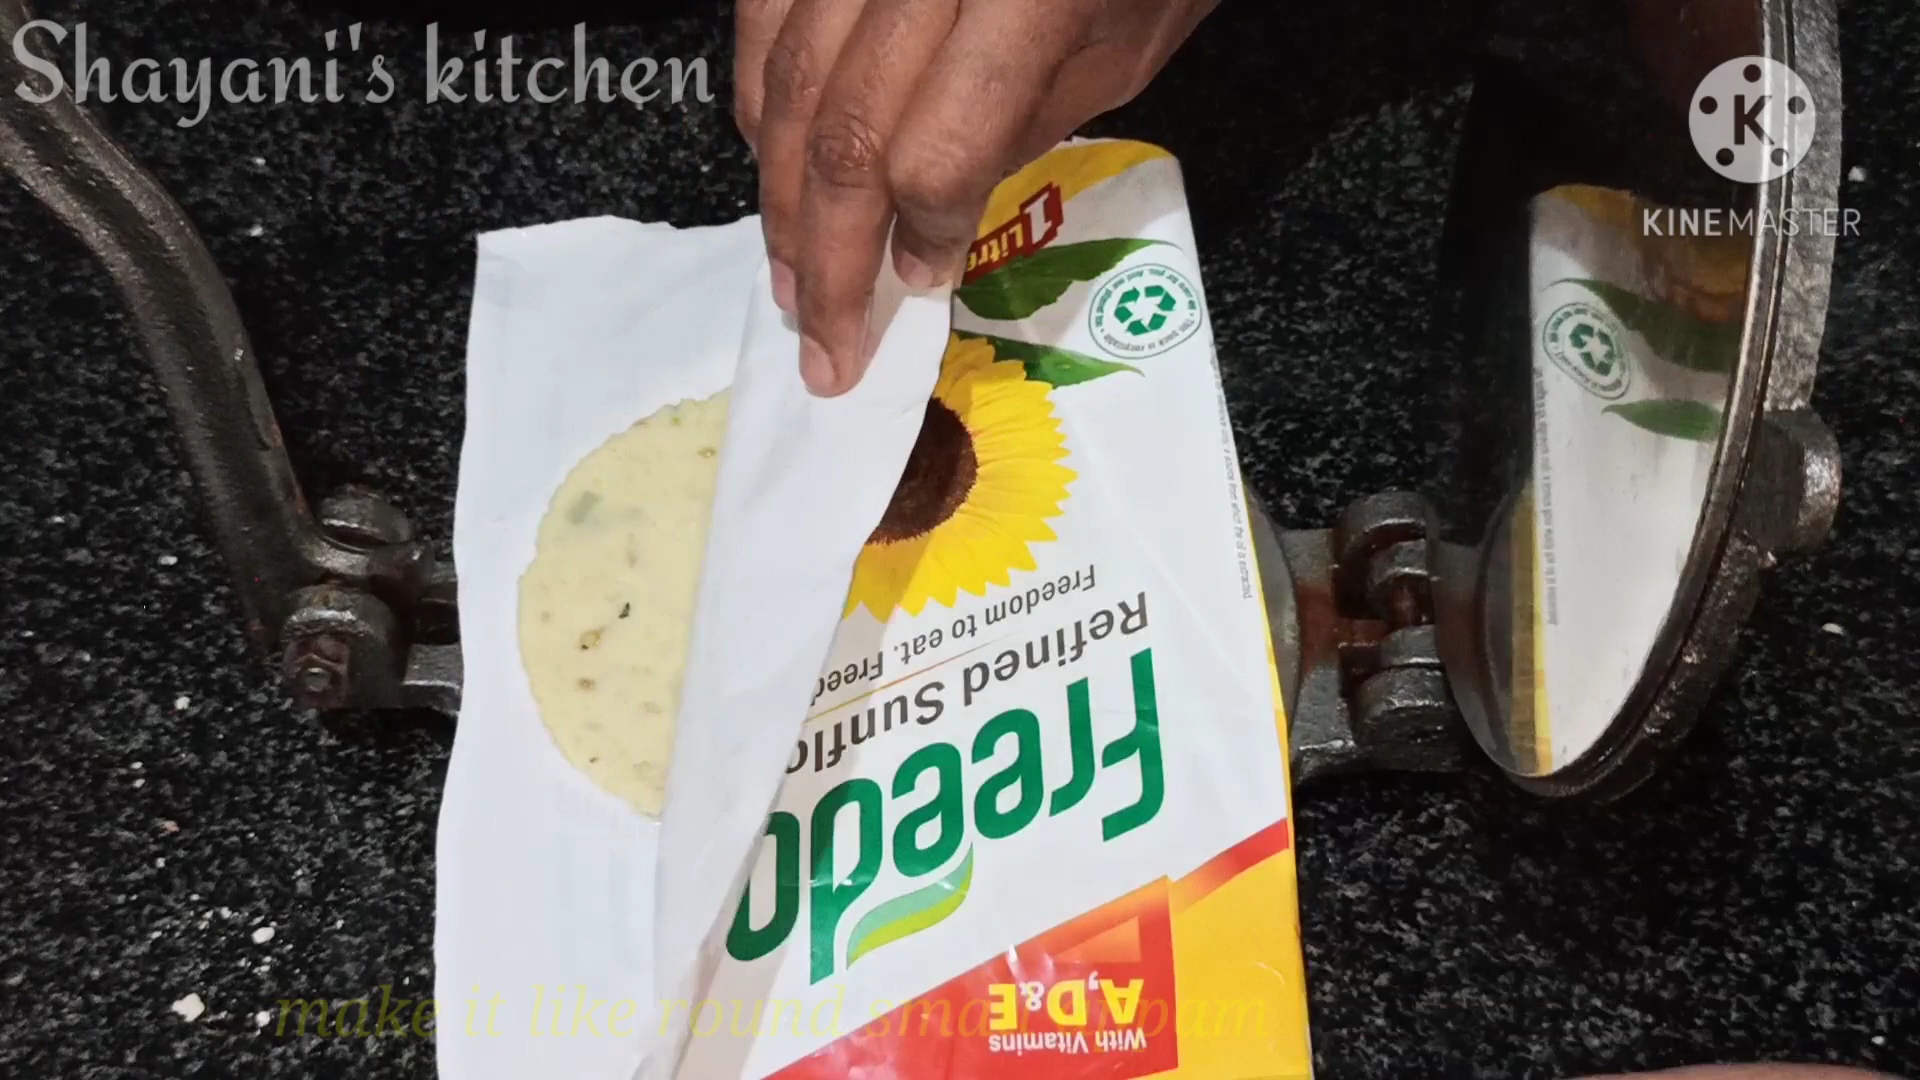 Shayani's kitchen
KINEMASTER
1 Litre
Freedom to eat. Freed
Refined Sunflo
Freedo
A,D&E
With Vitamins
make it like round small